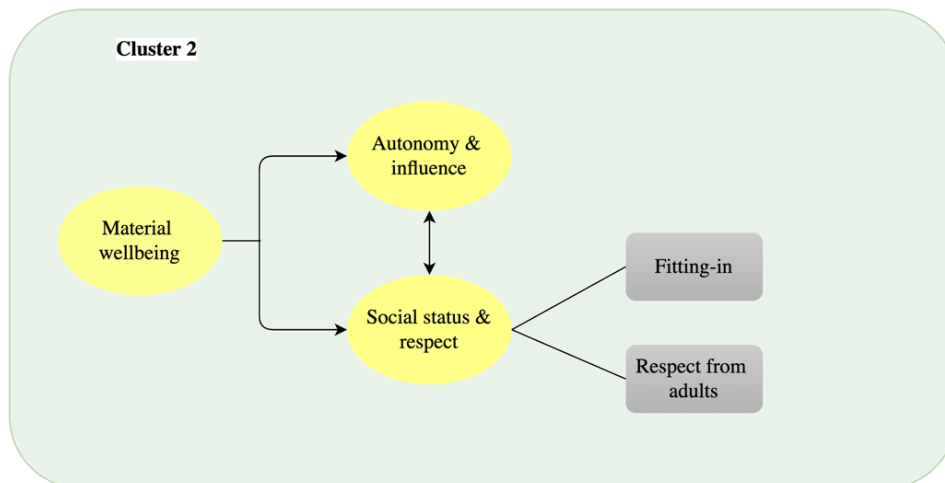 Cluster 2
Autonomy &
influence
Material
wellbeing
Social status &
respect
Fitting-in
Respect from
adults